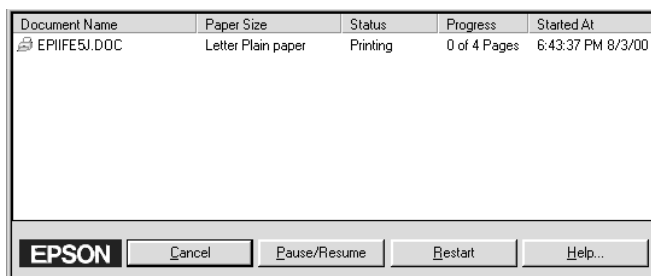 Document Name Paper Size Status Progress Started At
EPIIFE5J.DOC Letter Plain paper Printing 0 of 4 Pages 6:43:37 PM 8/3/00
EPSON Cancel Pause/Resume Restart Help...